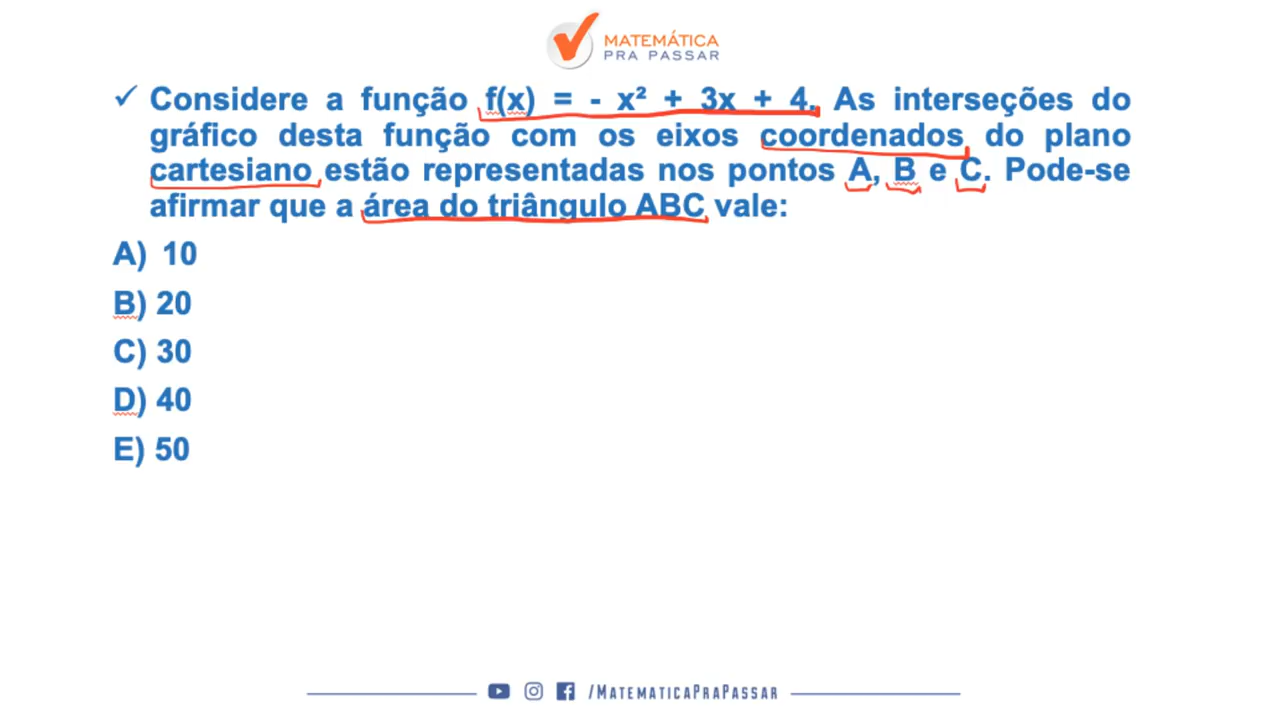 MATEMÁTICA
PRA PASSAR
✓ Considere a função f(x) = - x² + 3x + 4. As interseções do
gráfico desta função com os eixos coordenados do plano
cartesiano estão representadas nos pontos A, B e C. Pode-se
afirmar que a área do triângulo ABC vale:
A) 10
B) 20
C) 30
D) 40
E) 50
/MATEMATICAPRAPASSAR